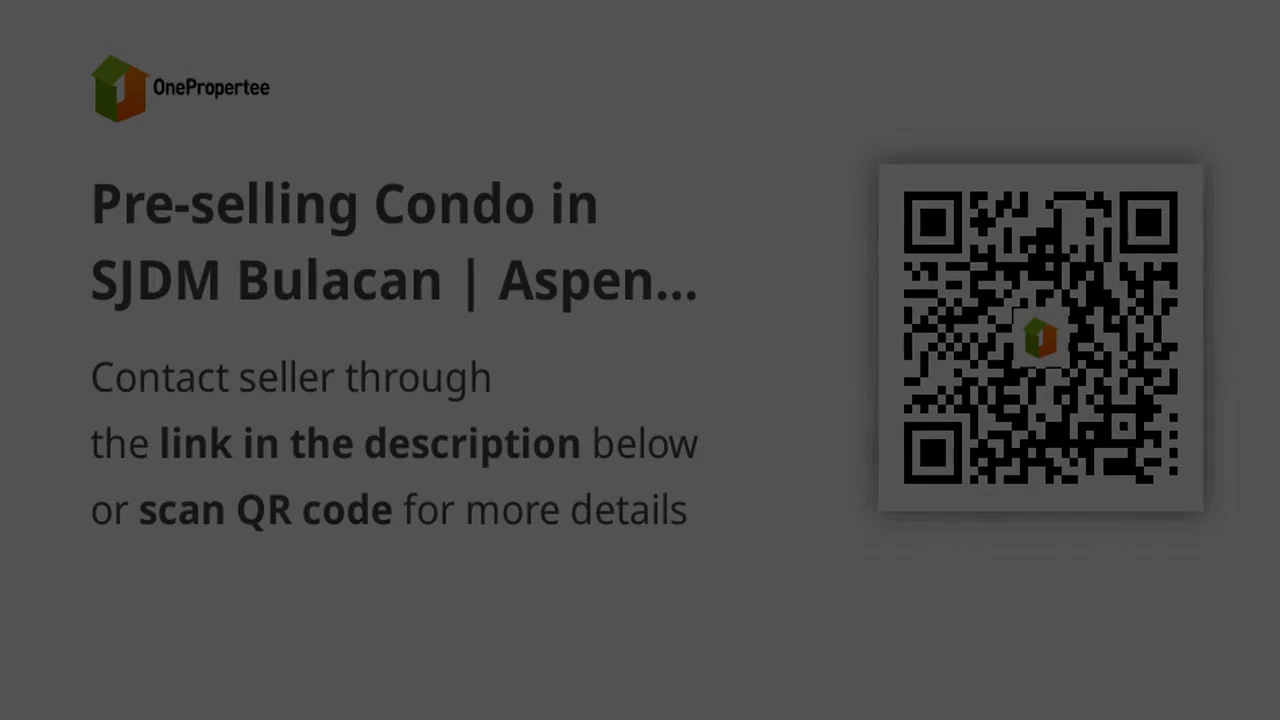 OnePropertee
Pre-selling Condo in
SJDM Bulacan | Aspen...
Contact seller through
the link in the description below
or scan QR code for more details